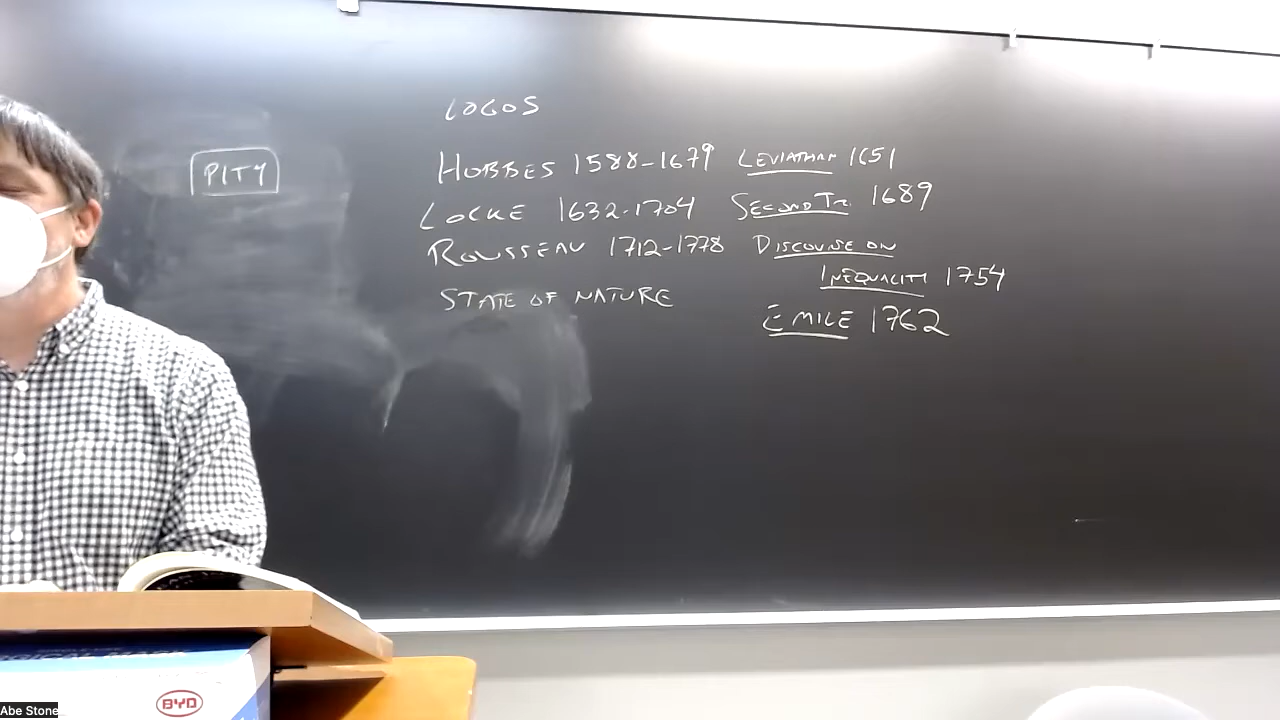 LOGOS
PITY
HOBBES 1588-1679 LEVIATHAN 1651
LOCKE 1632-1704 SECOND TR. 1689
ROUSSEAU 1712-1778 DISCOURSE ON
INEQUALITY 1754
STATE OF NATURE
EMILE 1762
BYD
Abe Stone